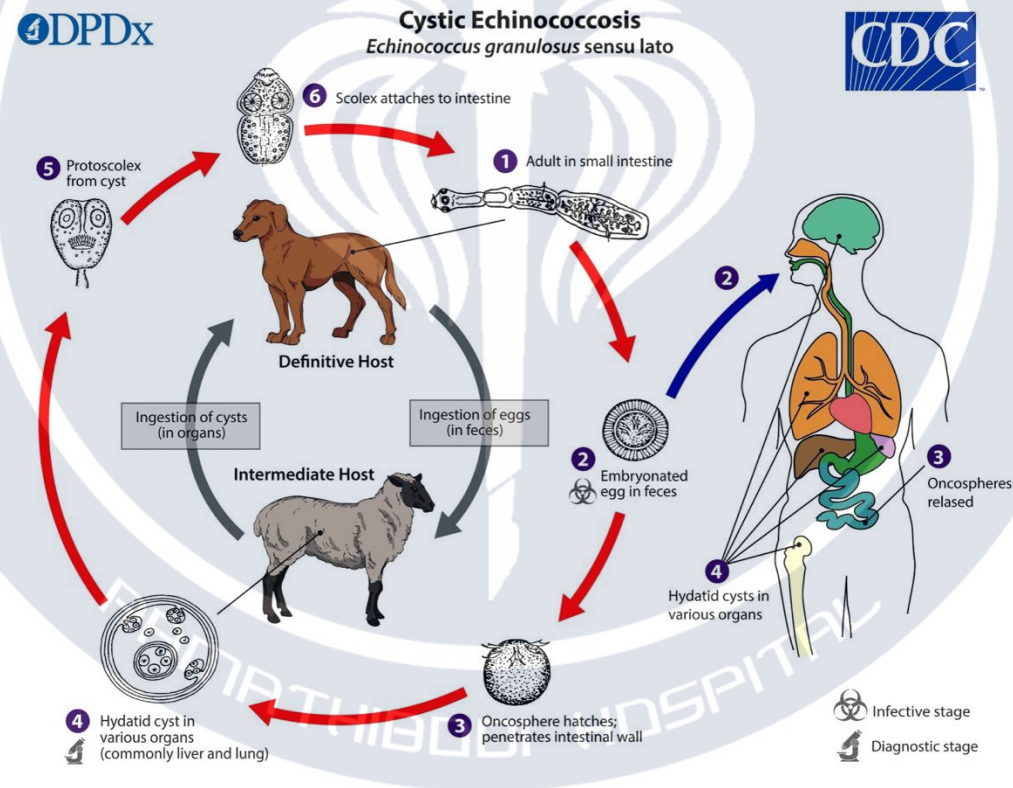 DPDx
Cystic Echinococcosis
Echinococcus granulosus sensu lato
CDC
6 Scolex attaches to intestine
5 Protoscolex
from cyst
1 Adult in small intestine
2
Definitive Host
Ingestion of cysts
(in organs)
Ingestion of eggs
(in feces)
Intermediate Host
2 Embryonated
egg in feces
3
Oncospheres
relased
4
Hydatid cysts in
various organs
4 Hydatid cyst in
various organs
(commonly liver and lung)
3 Oncosphere hatches;
penetrates intestinal wall
Infective stage
Diagnostic stage
RAMATHIBODI HOSPITAL